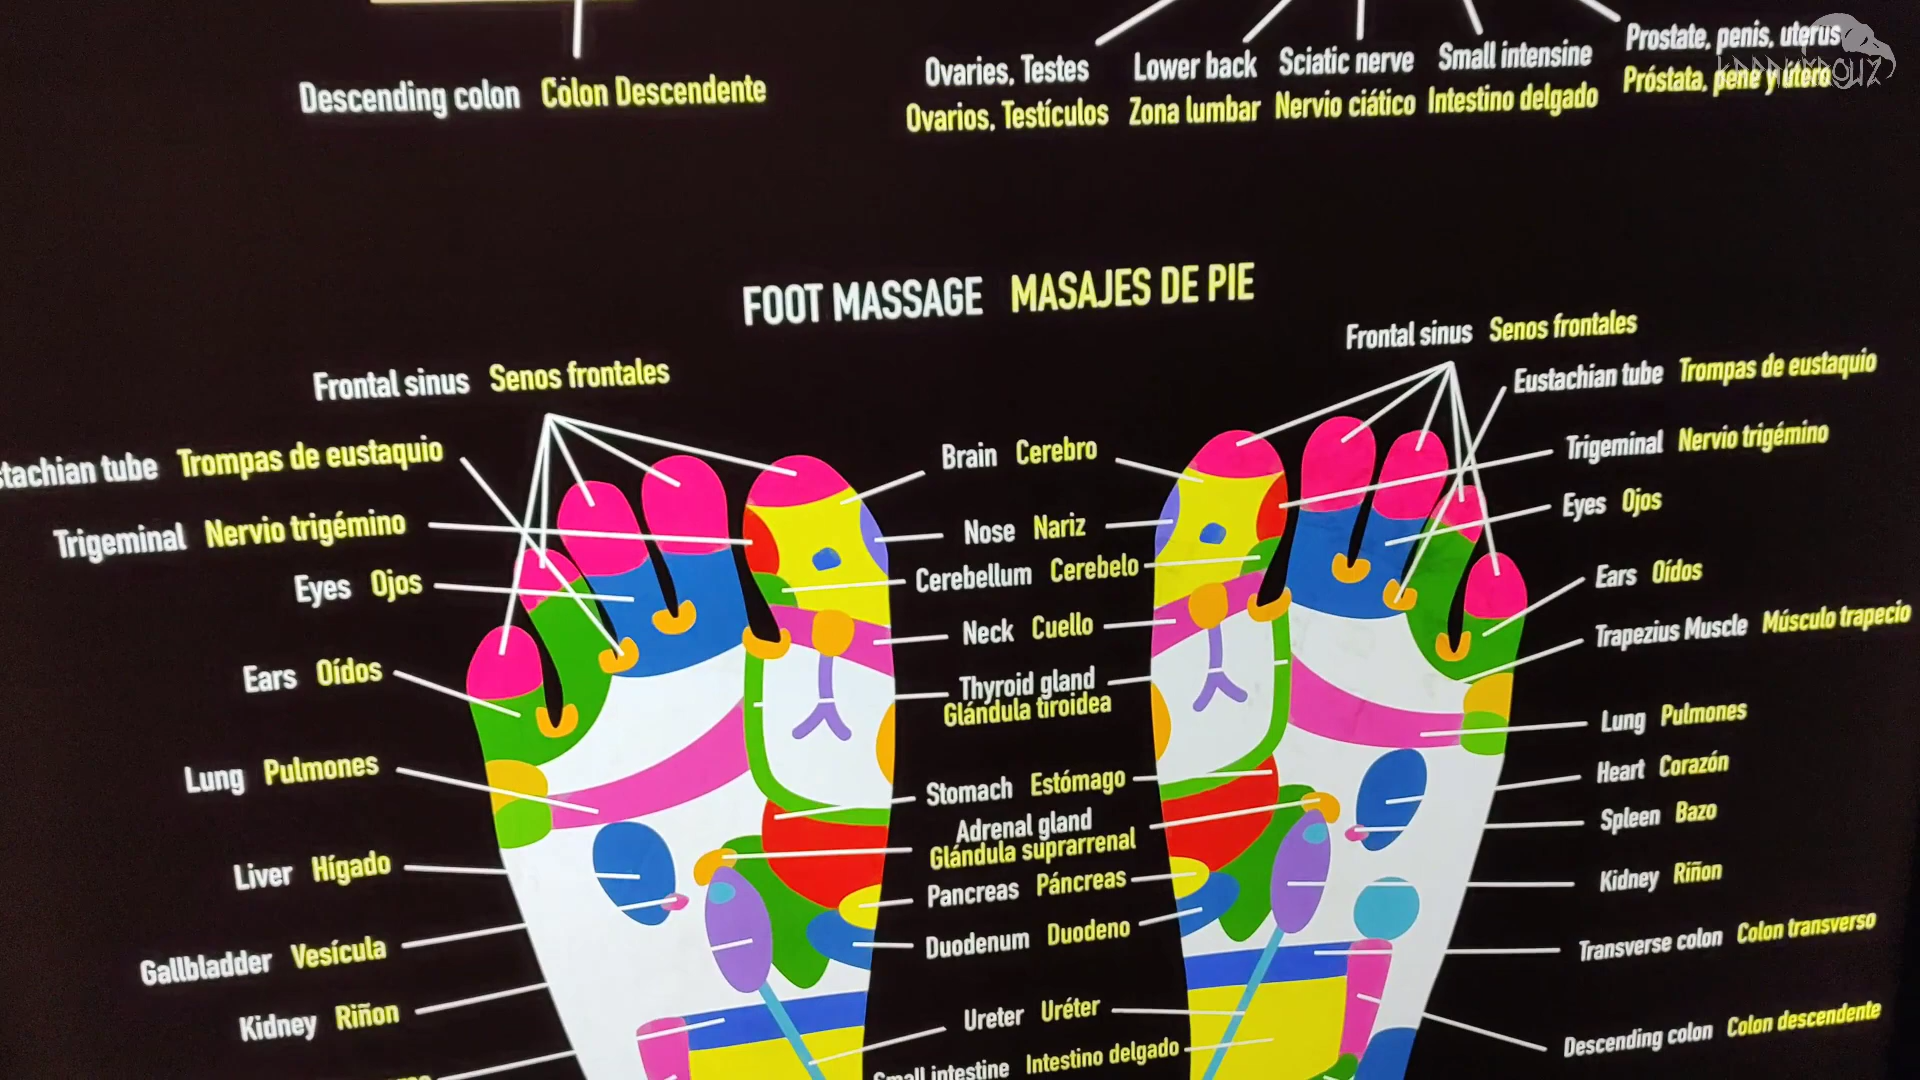 Descending colon Colon Descendente
Ovaries, Testes
Ovarios, Testículos
Lower back
Zona lumbar
Sciatic nerve
Nervio ciático
Small intensine
Intestino delgado
Prostate, penis, uterus
Próstata, pene y útero
FOOT MASSAGE MASAJES DE PIE
Frontal sinus Senos frontales
tachian tube Trompas de eustaquio
Trigeminal Nervio trigémino
Eyes Ojos
Ears Oídos
Lung Pulmones
Liver Hígado
Gallbladder Vesícula
Kidney Riñon
Brain Cerebro
Nose Nariz
Cerebellum Cerebelo
Neck Cuello
Thyroid gland
Glándula tiroidea
Stomach Estómago
Adrenal gland
Glándula suprarrenal
Pancreas Páncreas
Duodenum Duodeno
Ureter Uréter
Small intestine Intestino delgado
Frontal sinus Senos frontales
Eustachian tube Trompas de eustaquio
Trigeminal Nervio trigémino
Eyes Ojos
Ears Oídos
Trapezius Muscle Músculo trapecio
Lung Pulmones
Heart Corazón
Spleen Bazo
Kidney Riñon
Transverse colon Colon transverso
Descending colon Colon descendente